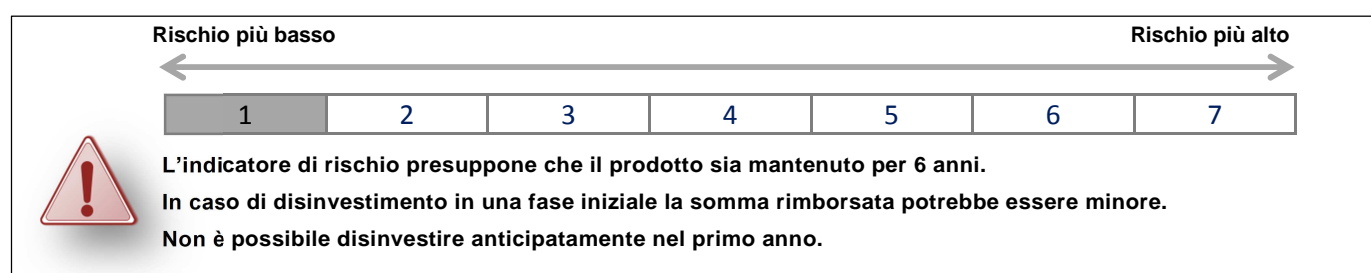 Rischio più basso Rischio più alto
1 2 3 4 5 6 7
L'indicatore di rischio presuppone che il prodotto sia mantenuto per 6 anni.
In caso di disinvestimento in una fase iniziale la somma rimborsata potrebbe essere minore.
Non è possibile disinvestire anticipatamente nel primo anno.